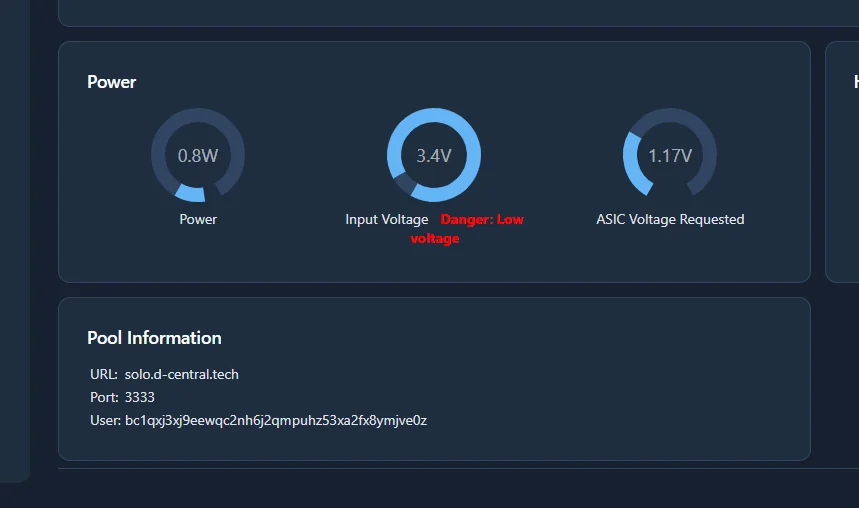 Power
0.8W
3.4V
1.17V
Power
Input Voltage Danger: Low
voltage
ASIC Voltage Requested
Pool Information
URL: solo.d-central.tech
Port: 3333
User: bc1qxj3xj9eewqc2nh6j2qmpuhz53xa2fx8ymjve0z